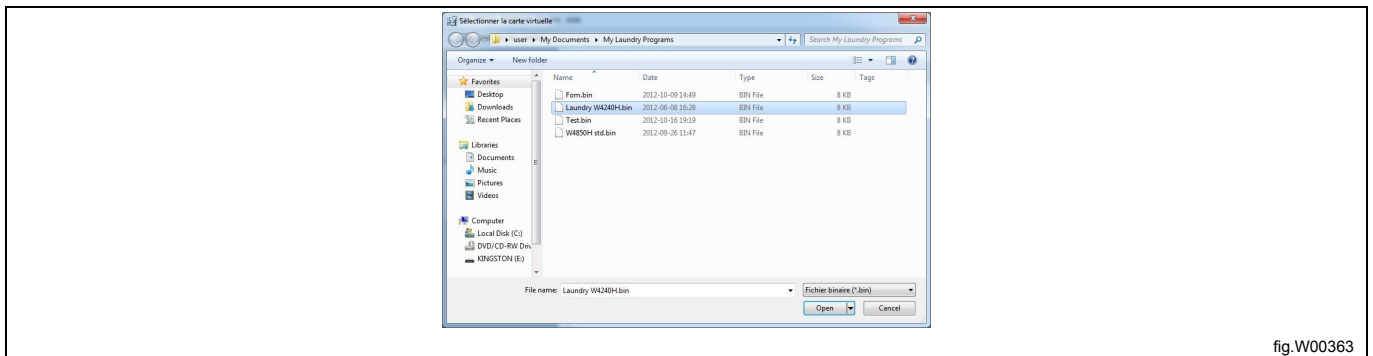 Sélectionner la carte virtuelle
user ▸ My Documents ▸ My Laundry Programs
Search My Laundry Programs
Organize
New folder
Name Date Type Size Tags
Favorites
Desktop
Downloads
Recent Places
Libraries
Documents
Music
Pictures
Videos
Computer
Local Disk (C:)
DVD/CD-RW Driv
KINGSTON (E:)
Fom.bin 2012-10-09 14:49 BIN File 8 KB
Laundry W4240H.bin 2012-06-08 16:28 BIN File 8 KB
Test.bin 2012-10-16 19:19 BIN File 8 KB
W4850H std.bin 2012-09-26 11:47 BIN File 8 KB
File name: Laundry W4240H.bin
Fichier binaire (*.bin)
Open Cancel
fig.W00363